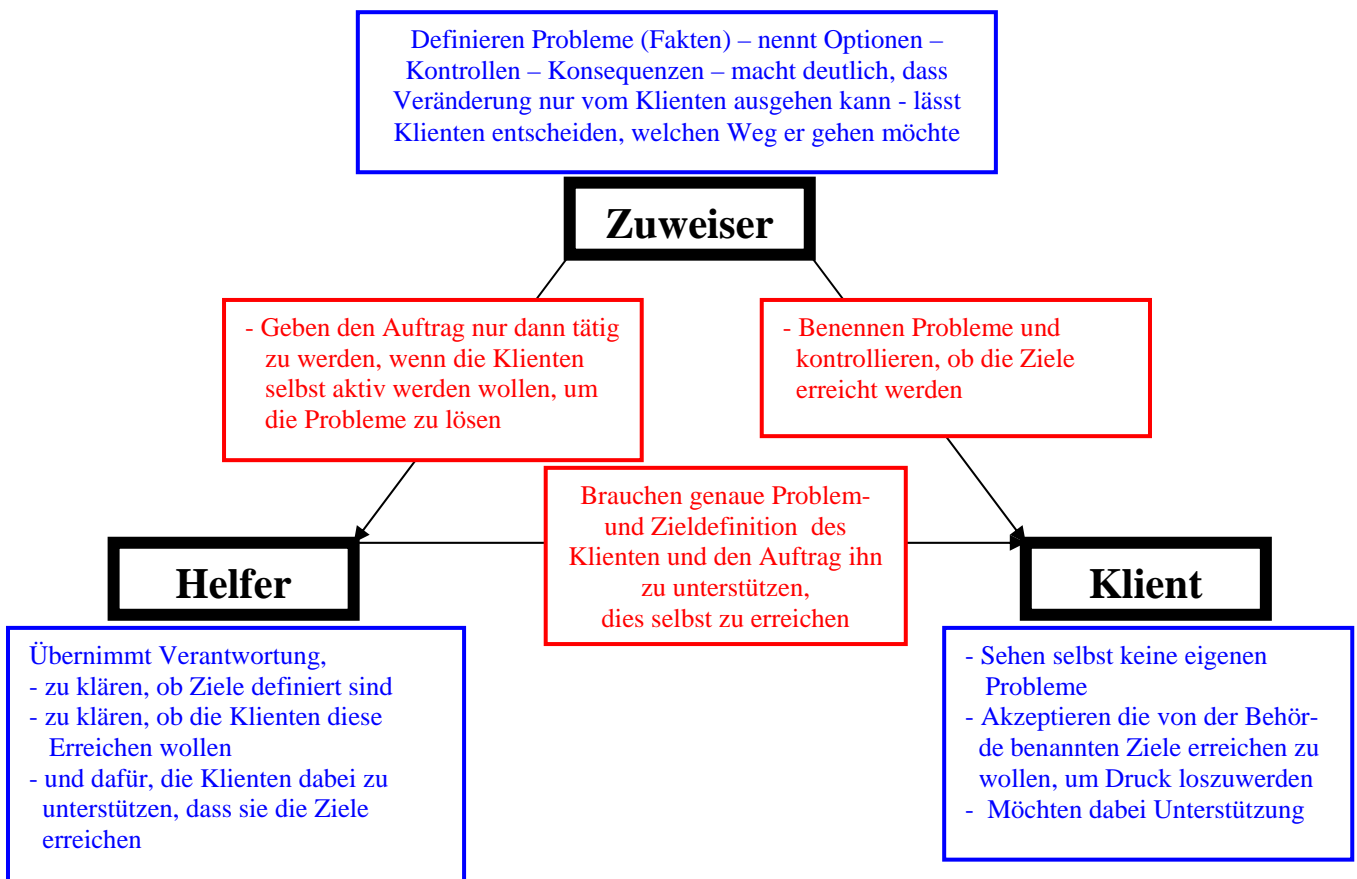 Definieren Probleme (Fakten) – nennt Optionen –
Kontrollen – Konsequenzen – macht deutlich, dass
Veränderung nur vom Klienten ausgehen kann - lässt
Klienten entscheiden, welchen Weg er gehen möchte
Zuweiser
- Geben den Auftrag nur dann tätig
zu werden, wenn die Klienten
selbst aktiv werden wollen, um
die Probleme zu lösen
- Benennen Probleme und
kontrollieren, ob die Ziele
erreicht werden
Brauchen genaue Problem-
und Zieldefinition des
Klienten und den Auftrag ihn
zu unterstützen,
dies selbst zu erreichen
Helfer
Klient
Übernimmt Verantwortung,
- zu klären, ob Ziele definiert sind
- zu klären, ob die Klienten diese
Erreichen wollen
- und dafür, die Klienten dabei zu
unterstützen, dass sie die Ziele
erreichen
- Sehen selbst keine eigenen
Probleme
- Akzeptieren die von der Behör-
de benannten Ziele erreichen zu
wollen, um Druck loszuwerden
- Möchten dabei Unterstützung